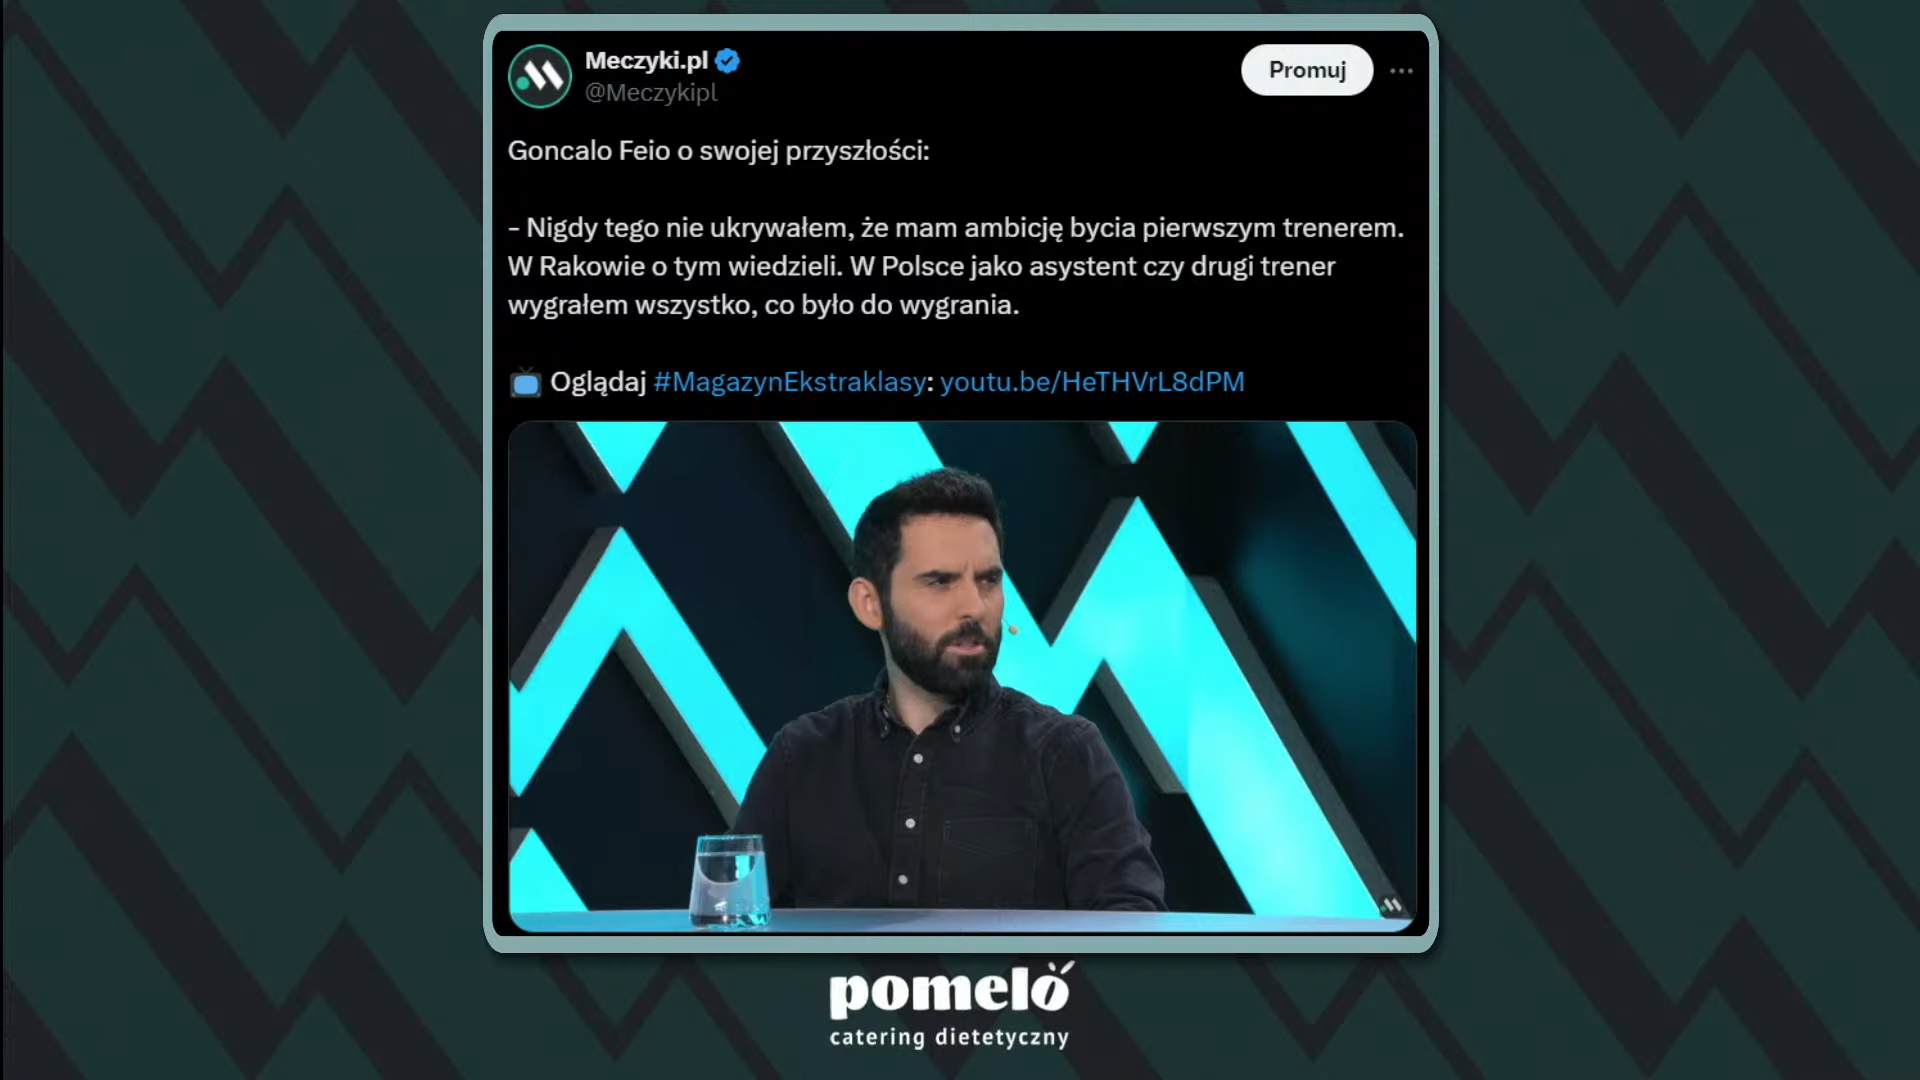 Meczyki.pl
@Meczykipl
Promuj
Goncalo Feio o swojej przyszłości:
– Nigdy tego nie ukrywałem, że mam ambicję bycia pierwszym trenerem.
W Rakowie o tym wiedzieli. W Polsce jako asystent czy drugi trener
wygrałem wszystko, co było do wygrania.
Oglądaj #MagazynEkstraklasy: youtu.be/HeTHVrL8dPM
pomelo
catering dietetyczny